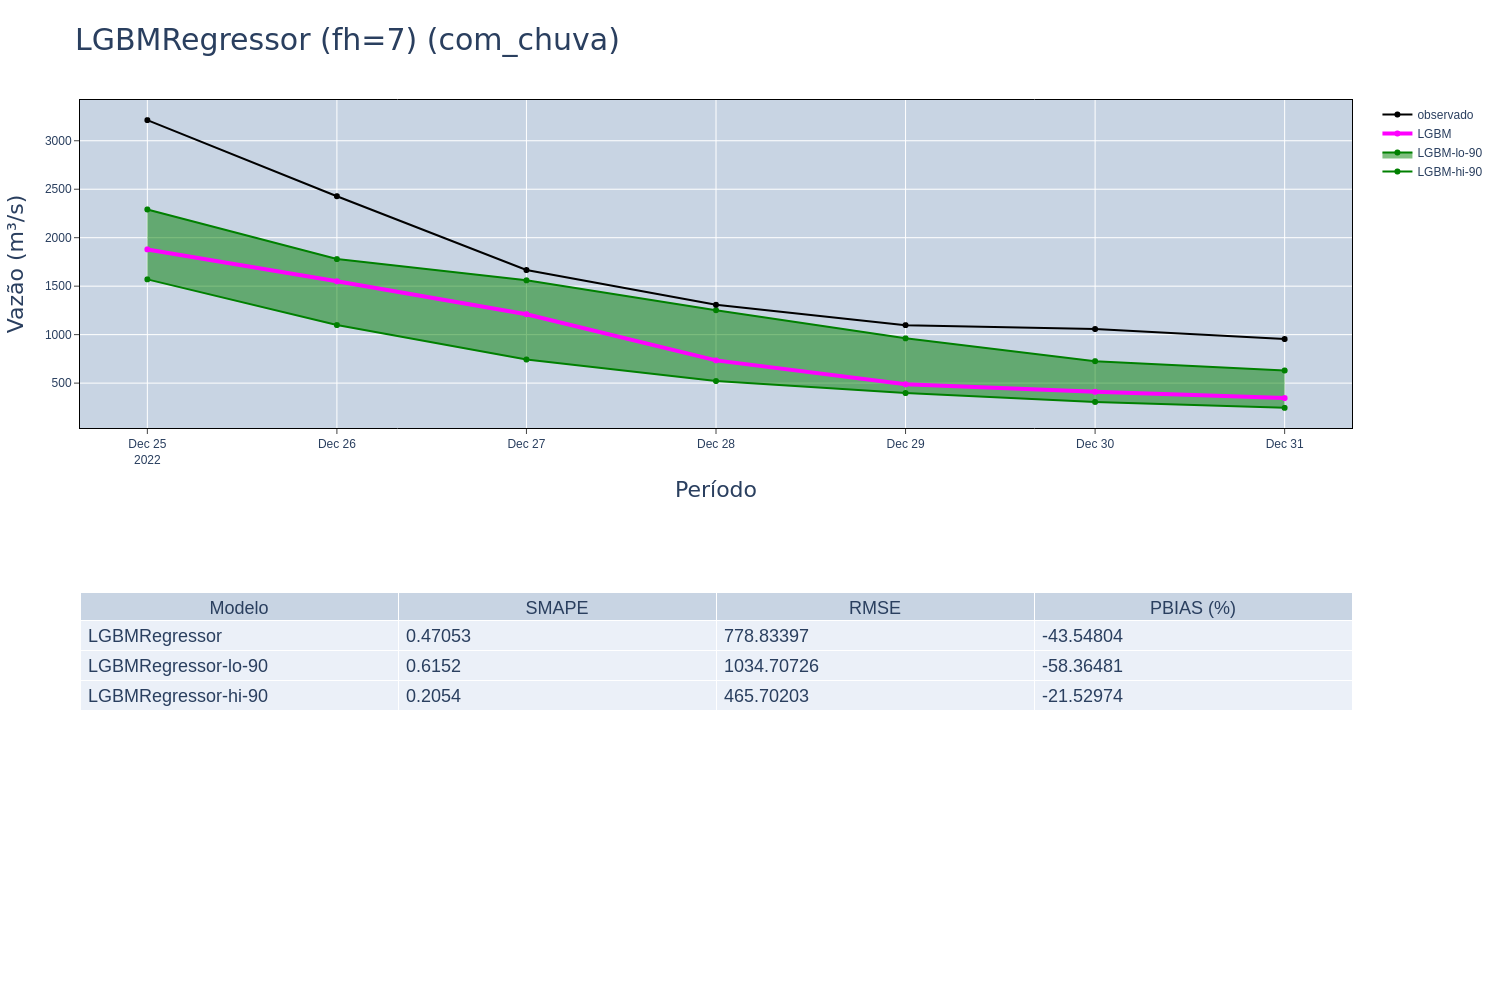 LGBMRegressor (fh=7) (com_chuva)
observado
LGBM
LGBM-lo-90
LGBM-hi-90
Vazão (m³/s)
3000
2500
2000
1500
1000
500
Dec 25 Dec 26 Dec 27 Dec 28 Dec 29 Dec 30 Dec 31
2022
Período
Modelo SMAPE RMSE PBIAS (%)
LGBMRegressor 0.47053 778.83397 -43.54804
LGBMRegressor-lo-90 0.6152 1034.70726 -58.36481
LGBMRegressor-hi-90 0.2054 465.70203 -21.52974